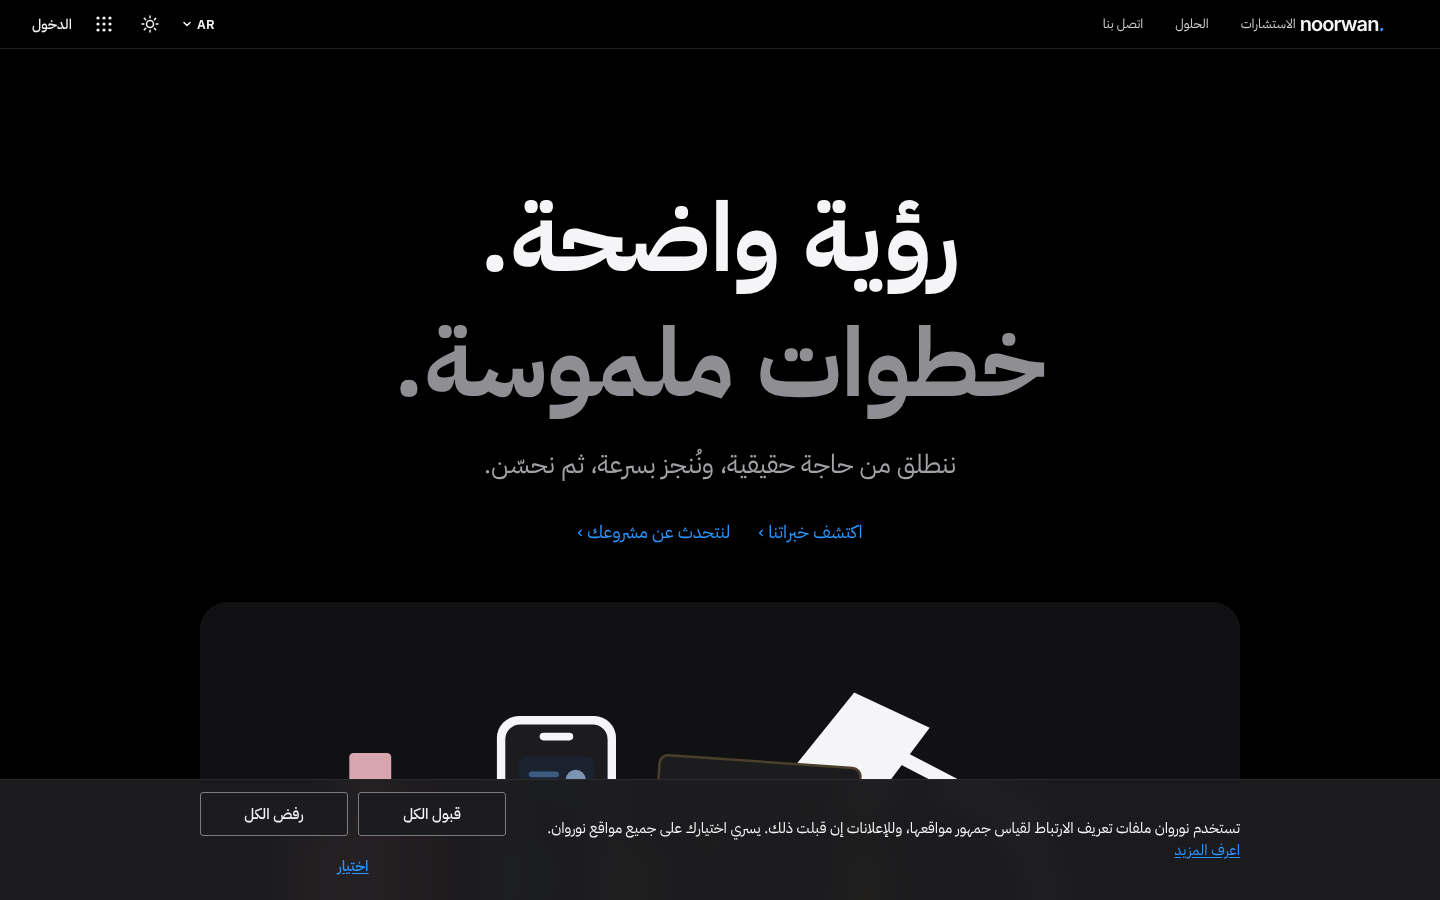 noorwan.
الاستشارات
الحلول
اتصل بنا
AR
الدخول
رؤية واضحة.
خطوات ملموسة.
ننطلق من حاجة حقيقية، ونُنجز بسرعة، ثم نحسّن.
اكتشف خبراتنا ›
لنتحدث عن مشروعك ›
تستخدم نوروان ملفات تعريف الارتباط لقياس جمهور مواقعها، وللإعلانات إن قبلت ذلك. يسري اختيارك على جميع مواقع نوروان.
اعرف المزيد
قبول الكل
رفض الكل
اختيار